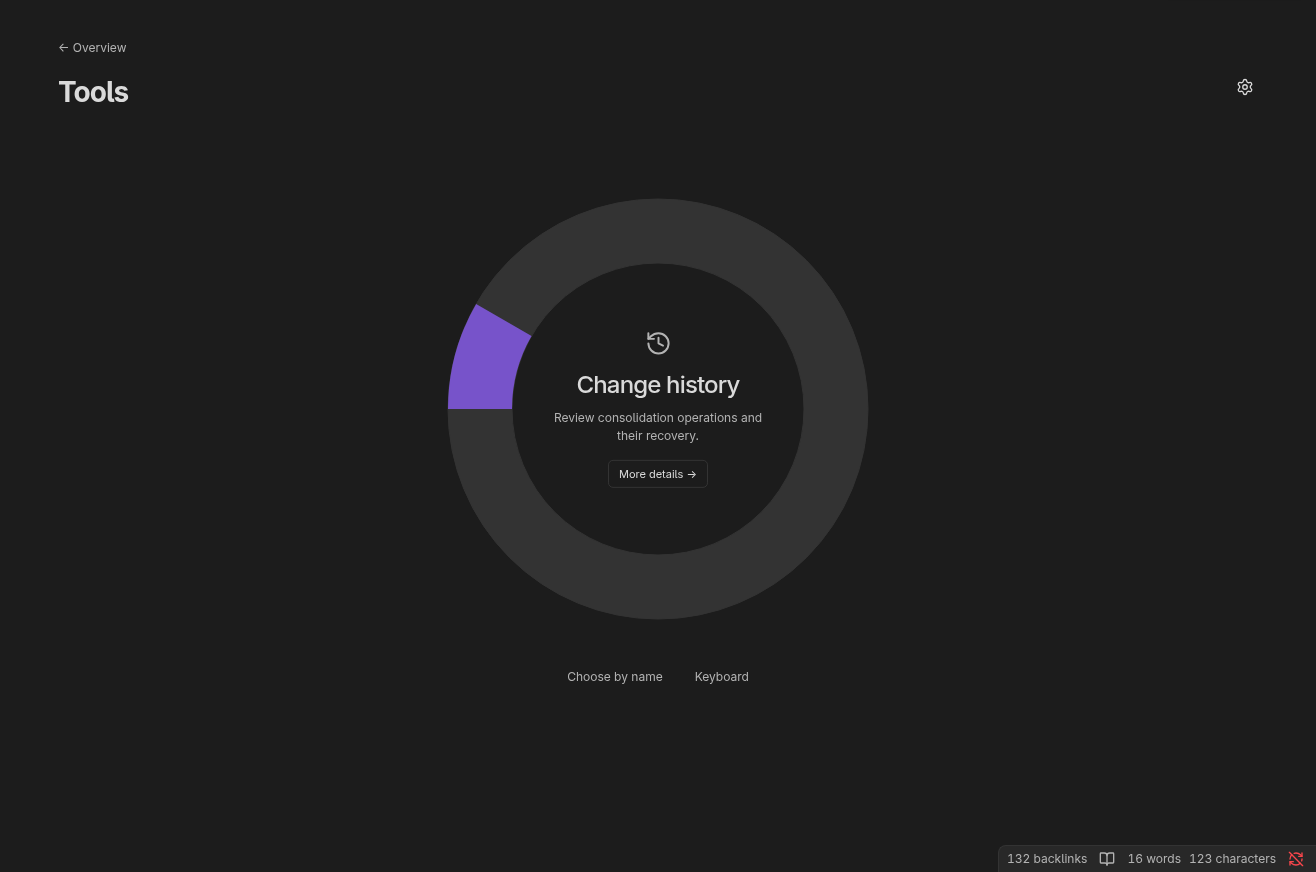 ← Overview
Tools
Change history
Review consolidation operations and
their recovery.
More details →
Choose by name
Keyboard
132 backlinks
16 words
123 characters